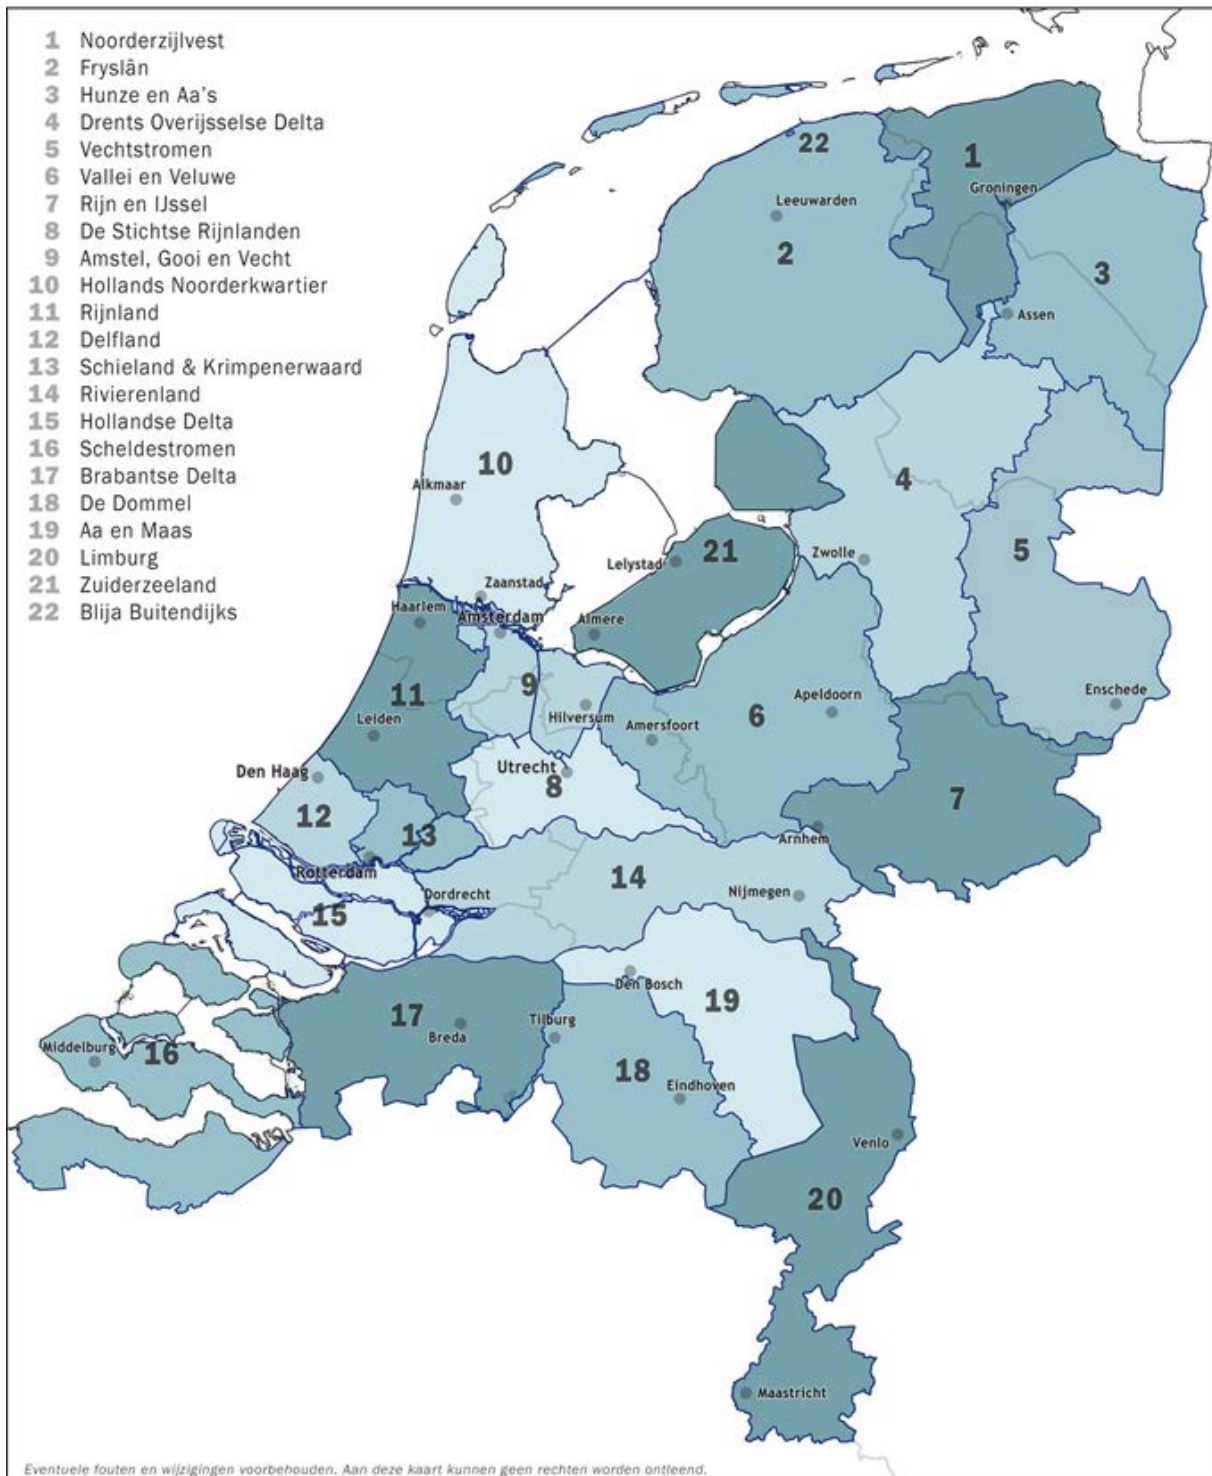 1 Noorderzijlvest
2 Fryslân
3 Hunze en Aa's
4 Drents Overijsselse Delta
5 Vechtstromen
6 Vallei en Veluwe
7 Rijn en IJssel
8 De Stichtse Rijnlanden
9 Amstel, Gooi en Vecht
10 Hollands Noorderkwartier
11 Rijnland
12 Delfland
13 Schieland & Krimpenerwaard
14 Rivierenland
15 Hollandse Delta
16 Scheldestromen
17 Brabantse Delta
18 De Dommel
19 Aa en Maas
20 Limburg
21 Zuiderzeeland
22 Blija Buitendijks
22
1
Groningen
Leeuwarden
2
3
Assen
10
Alkmaar
4
21
Zwolle
5
Lelystad
Zaanstad
Haarlem
Amsterdam
Almere
9
11
Leiden
Hilversum
Amersfoort
6
Apeldoorn
Enschede
Den Haag
Utrecht
8
7
12
13
Arnhem
Rotterdam
14
Nijmegen
Dordrecht
15
Den Bosch
19
17
Breda
Tilburg
Middelburg
16
18
Eindhoven
Venlo
20
Maastricht
Eventuele fouten en wijzigingen voorbehouden. Aan deze kaart kunnen geen rechten worden ontleend.